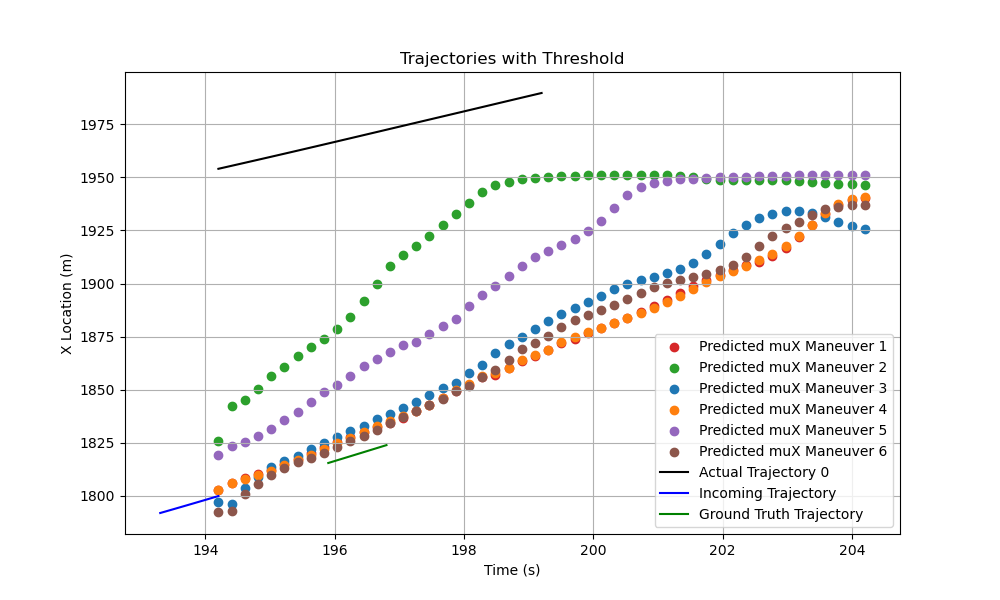 Trajectories with Threshold
X Location (m)
1975
1950
1925
1900
1875
1850
1825
1800
194 196 198 200 202 204
Time (s)
Predicted muX Maneuver 1
Predicted muX Maneuver 2
Predicted muX Maneuver 3
Predicted muX Maneuver 4
Predicted muX Maneuver 5
Predicted muX Maneuver 6
Actual Trajectory 0
Incoming Trajectory
Ground Truth Trajectory